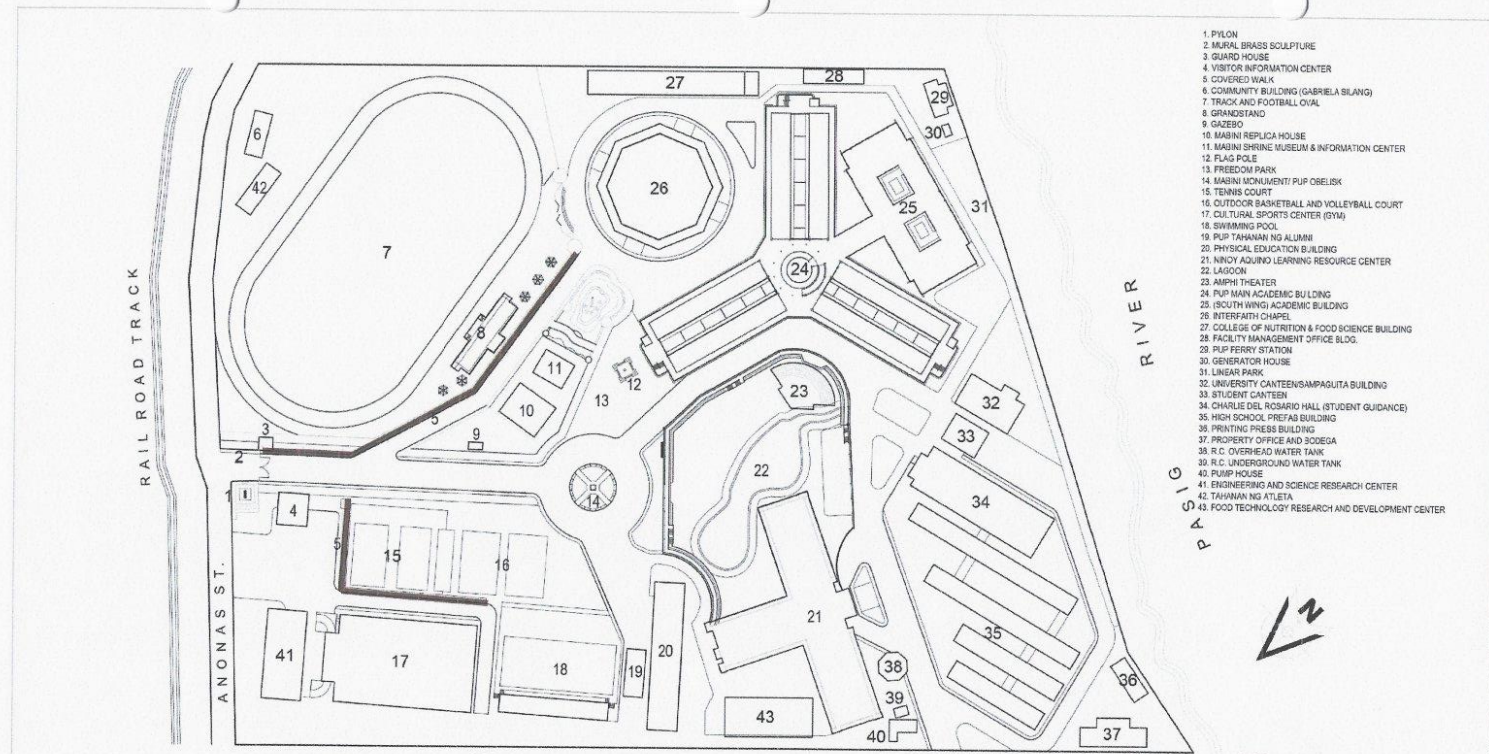 1. PYLON
2. MURAL BRASS SCULPTURE
3. GUARD HOUSE
4. VISITOR INFORMATION CENTER
5. COVERED WALK
6. COMMUNITY BUILDING (GABRIELA SILANG)
7. TRACK AND FOOTBALL OVAL
8. GRANDSTAND
9. GAZEBO
10. MABINI REPLICA HOUSE
11. MABINI SHRINE MUSEUM & INFORMATION CENTER
12. FLAG POLE
13. FREEDOM PARK
14. MABINI MONUMENT/ PUP OBELISK
15. TENNIS COURT
16. OUTDOOR BASKETBALL AND VOLLEYBALL COURT
17. CULTURAL SPORTS CENTER (GYM)
18. SWIMMING POOL
19. PUP TAHANAN NG ALUMNI
20. PHYSICAL EDUCATION BUILDING
21. NINOY AQUINO LEARNING RESOURCE CENTER
22. LAGOON
23. AMPHI THEATER
24. PUP MAIN ACADEMIC BUILDING
25. (SOUTH WING) ACADEMIC BUILDING
26. INTERFAITH CHAPEL
27. COLLEGE OF NUTRITION & FOOD SCIENCE BUILDING
28. FACILITY MANAGEMENT OFFICE BLDG.
29. PUP FERRY STATION
30. GENERATOR HOUSE
31. LINEAR PARK
32. UNIVERSITY CANTEEN/SAMPAGUITA BUILDING
33. STUDENT CANTEEN
34. CHARLIE DEL ROSARIO HALL (STUDENT GUIDANCE)
35. HIGH SCHOOL PREFAB BUILDING
36. PRINTING PRESS BUILDING
37. PROPERTY OFFICE AND BODEGA
38. R.C. OVERHEAD WATER TANK
39. R.C. UNDERGROUND WATER TANK
40. PUMP HOUSE
41. ENGINEERING AND SCIENCE RESEARCH CENTER
42. TAHANAN NG ATLETA
43. FOOD TECHNOLOGY RESEARCH AND DEVELOPMENT CENTER
RAIL ROAD TRACK
ANONAS ST.
PASIG RIVER
N
27
28
29
30
6
42
26
25
31
7
24
8
11
12
23
10
13
32
5
9
33
3
2
22
1
4
14
34
5
15
16
21
35
41
17
18
19
20
38
36
39
43
40
37